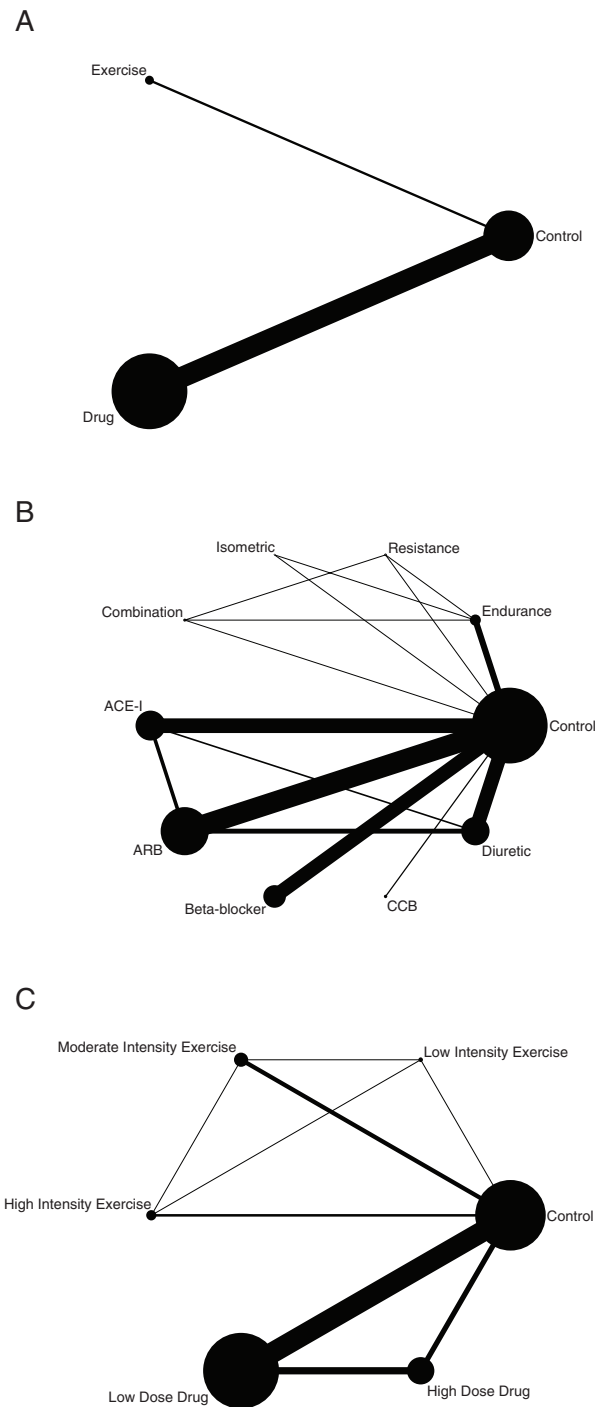 A
Exercise
Control
Drug
B
Isometric
Resistance
Combination
Endurance
ACE-I
Control
ARB
Diuretic
Beta-blocker
CCB
C
Moderate Intensity Exercise
Low Intensity Exercise
High Intensity Exercise
Control
Low Dose Drug
High Dose Drug